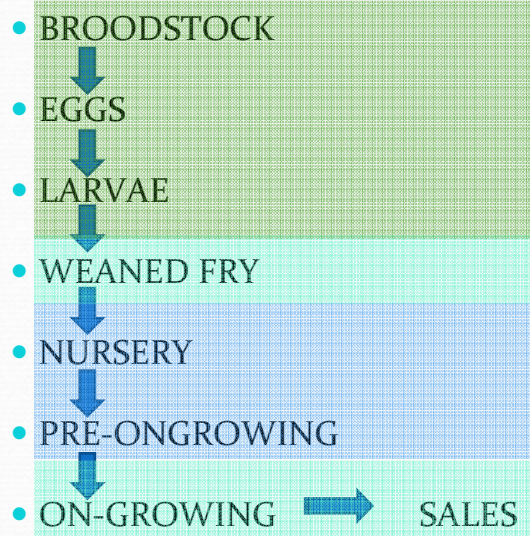 BROODSTOCK
EGGS
LARVAE
WEANED FRY
NURSERY
PRE-ONGROWING
ON-GROWING SALES